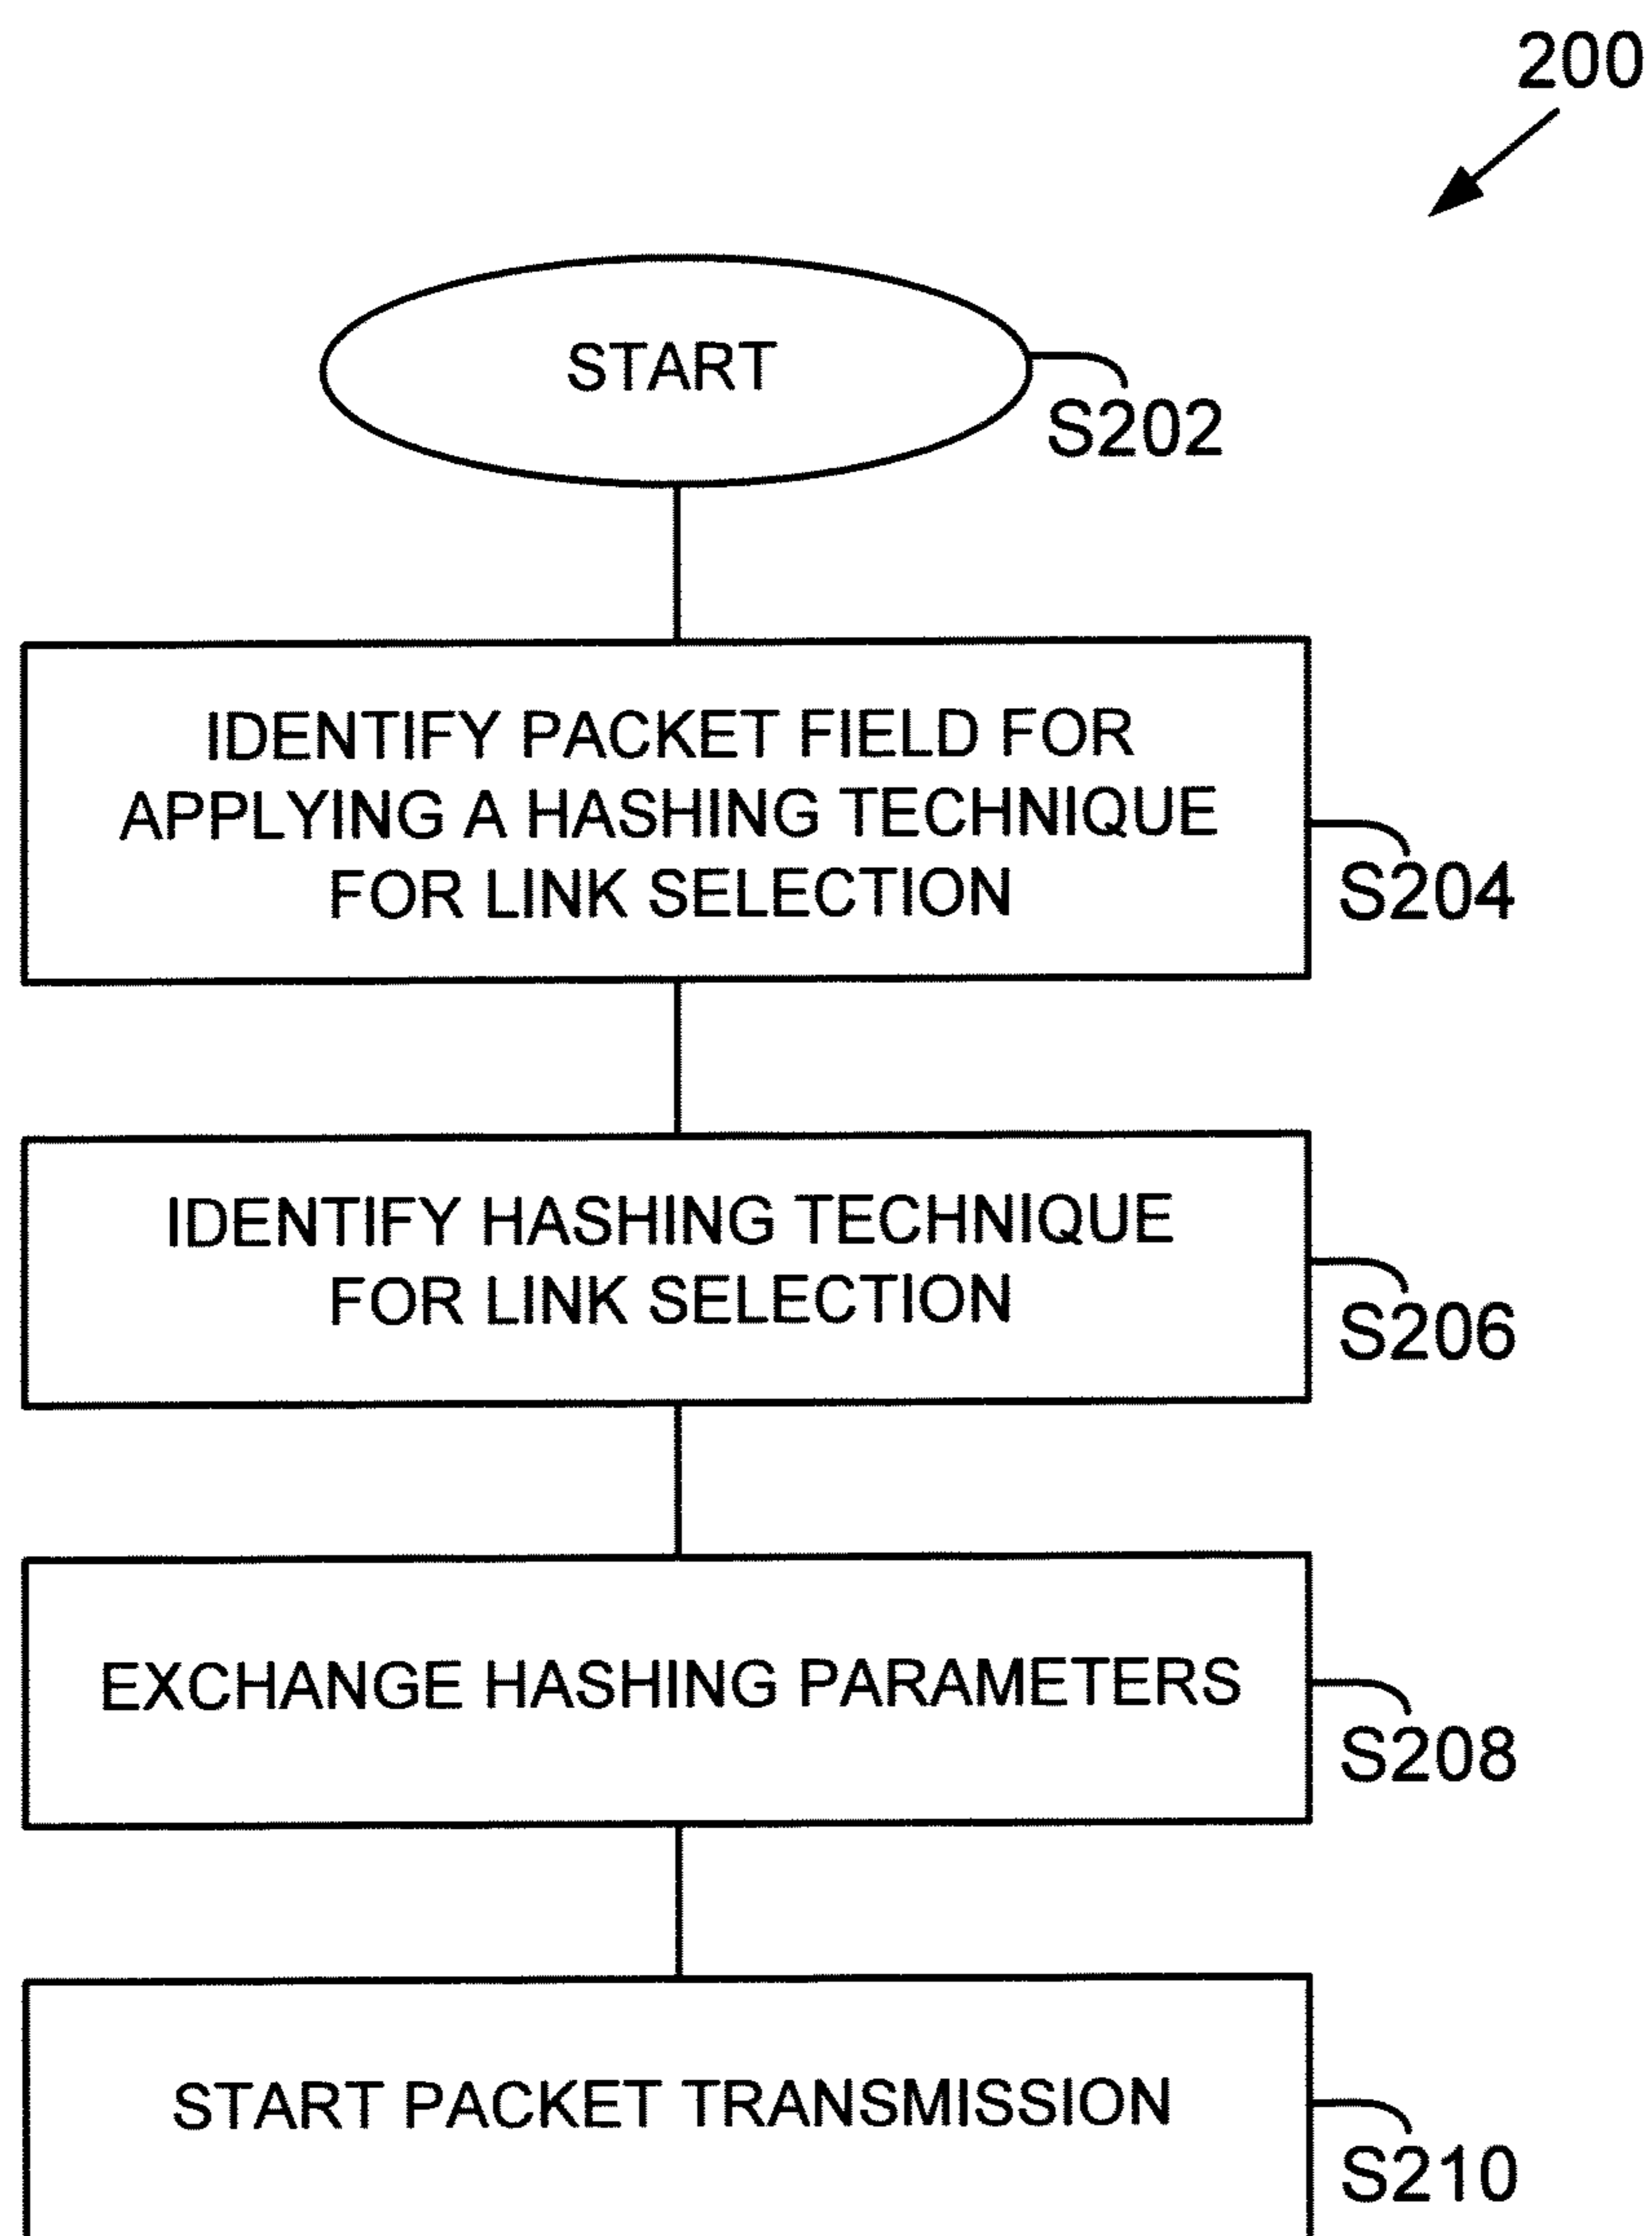 200
START
S202
IDENTIFY PACKET FIELD FOR
APPLYING A HASHING TECHNIQUE
FOR LINK SELECTION
S204
IDENTIFY HASHING TECHNIQUE
FOR LINK SELECTION
S206
EXCHANGE HASHING PARAMETERS
S208
START PACKET TRANSMISSION
S210